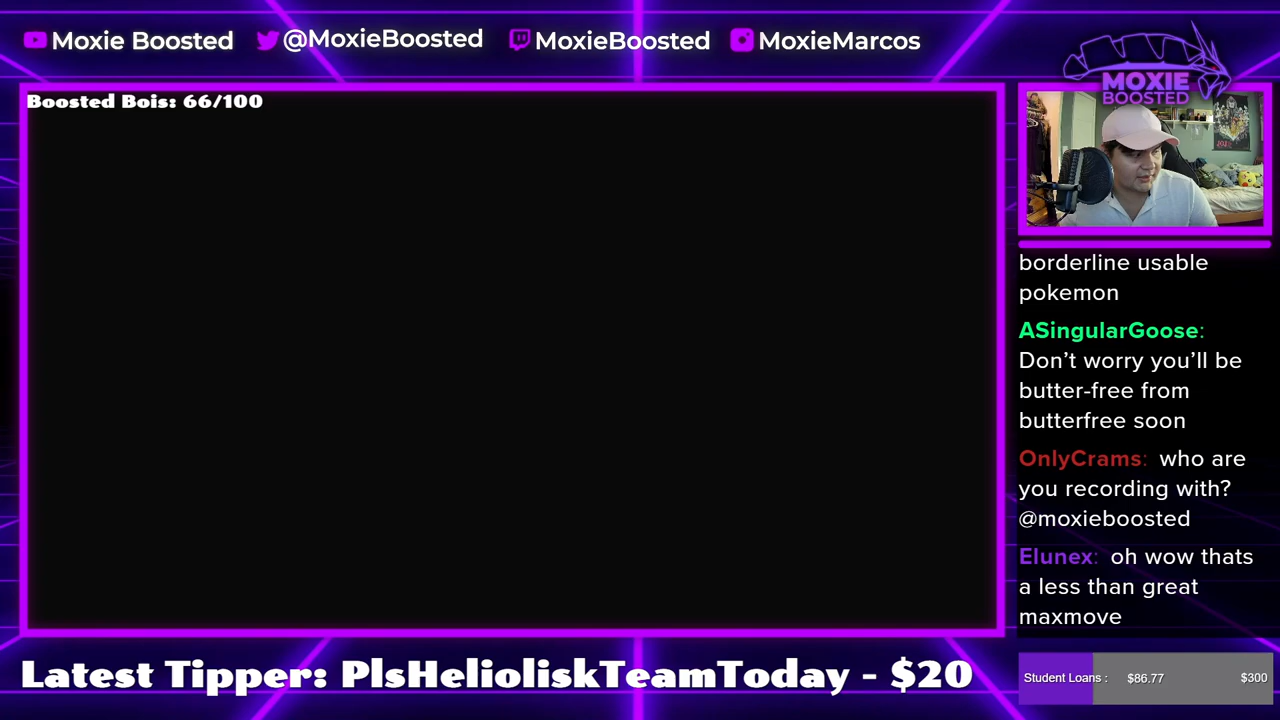 Moxie Boosted @MoxieBoosted MoxieBoosted MoxieMarcos
MOXIE
BOOSTED
Boosted Bois: 66/100
borderline usable
pokemon
ASingularGoose:
Don’t worry you’ll be
butter-free from
butterfree soon
OnlyCrams: who are
you recording with?
@moxieboosted
Elunex: oh wow thats
a less than great
maxmove
Latest Tipper: PlsHelioliskTeamToday - $20
Student Loans : $86.77 $300